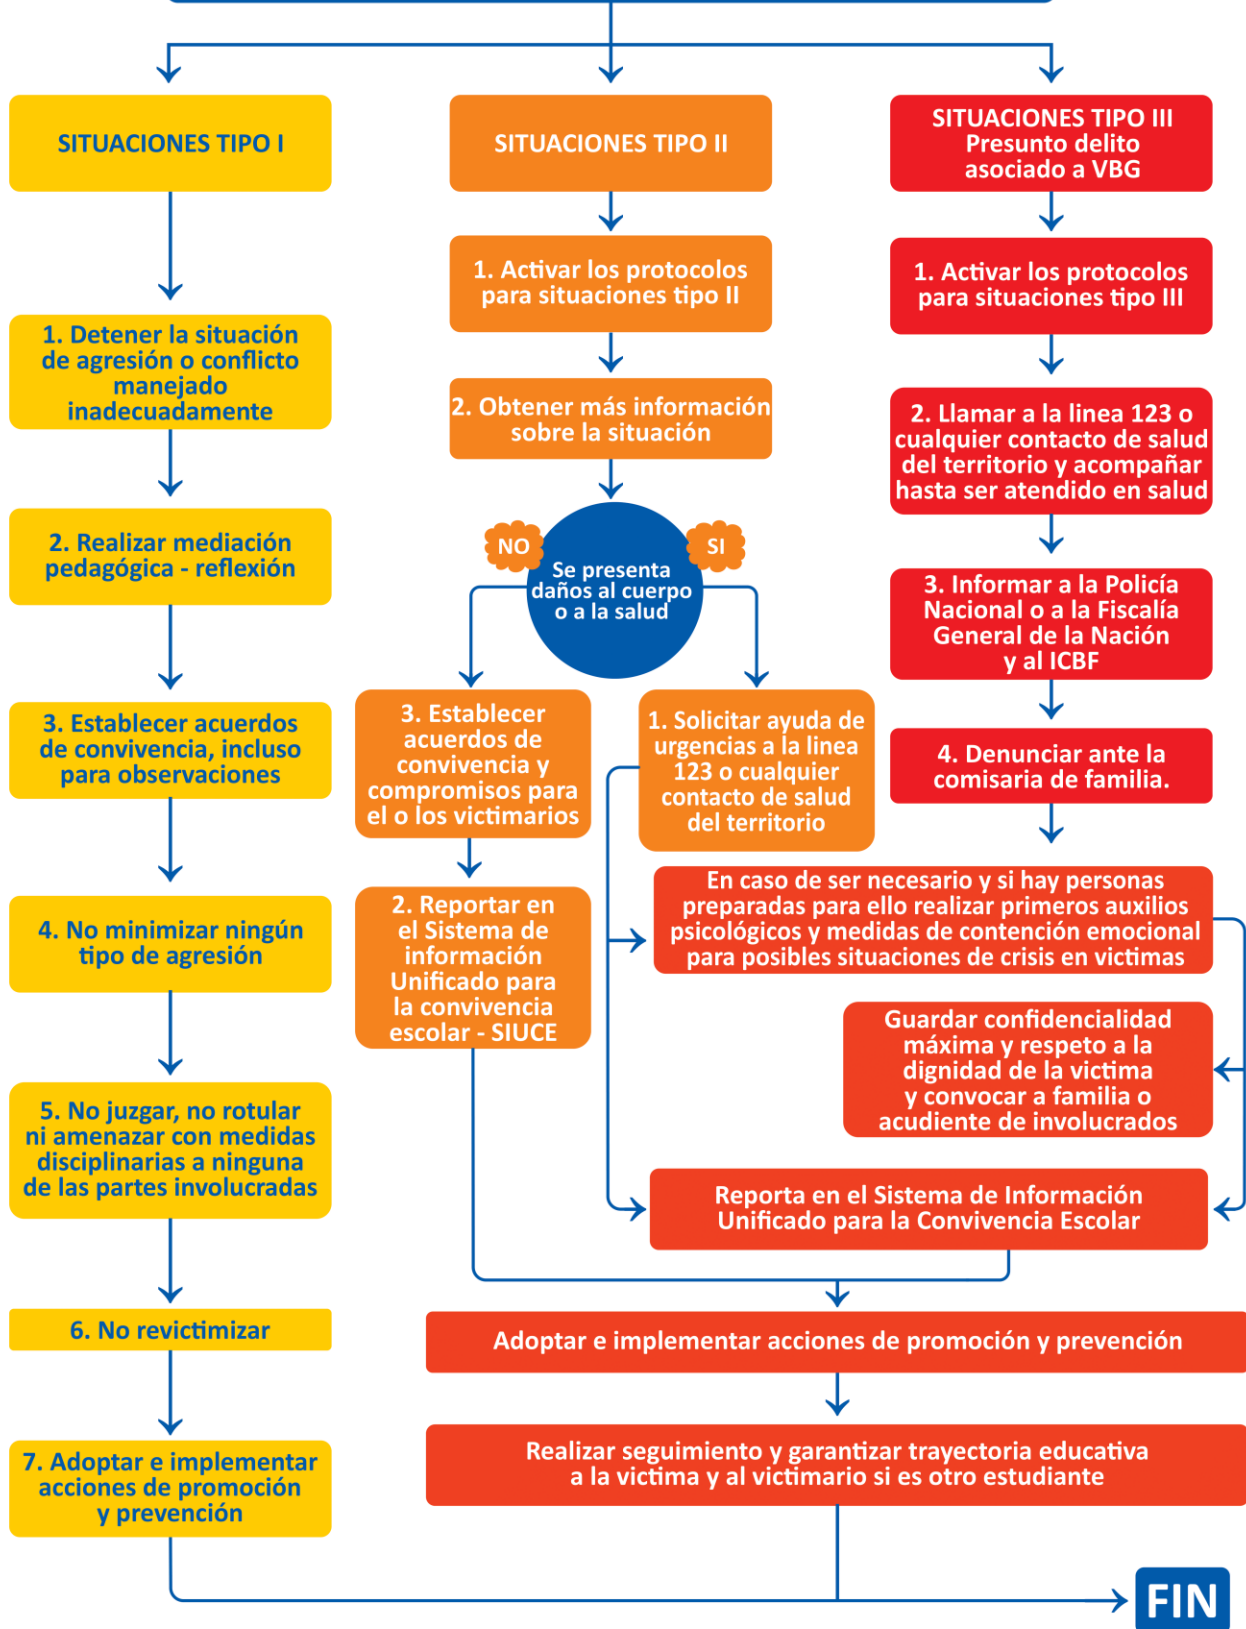 SITUACIONES TIPO I
1. Detener la situación
de agresión o conflicto
manejado
inadecuadamente
2. Realizar mediación
pedagógica - reflexión
3. Establecer acuerdos
de convivencia, incluso
para observaciones
4. No minimizar ningún
tipo de agresión
5. No juzgar, no rotular
ni amenazar con medidas
disciplinarias a ninguna
de las partes involucradas
6. No revictimizar
7. Adoptar e implementar
acciones de promoción
y prevención
SITUACIONES TIPO II
1. Activar los protocolos
para situaciones tipo II
2. Obtener más información
sobre la situación
Se presenta
daños al cuerpo
o a la salud
NO
3. Establecer
acuerdos de
convivencia y
compromisos para
el o los victimarios
2. Reportar en
el Sistema de
información
Unificado para
la convivencia
escolar - SIUCE
SI
1. Solicitar ayuda de
urgencias a la linea
123 o cualquier
contacto de salud
del territorio
SITUACIONES TIPO III
Presunto delito
asociado a VBG
1. Activar los protocolos
para situaciones tipo III
2. Llamar a la linea 123 o
cualquier contacto de salud
del territorio y acompañar
hasta ser atendido en salud
3. Informar a la Policía
Nacional o a la Fiscalía
General de la Nación
y al ICBF
4. Denunciar ante la
comisaria de familia.
En caso de ser necesario y si hay personas
preparadas para ello realizar primeros auxilios
psicológicos y medidas de contención emocional
para posibles situaciones de crisis en victimas
Guardar confidencialidad
máxima y respeto a la
dignidad de la victima
y convocar a familia o
acudiente de involucrados
Reporta en el Sistema de Información
Unificado para la Convivencia Escolar
Adoptar e implementar acciones de promoción y prevención
Realizar seguimiento y garantizar trayectoria educativa
a la victima y al victimario si es otro estudiante
FIN